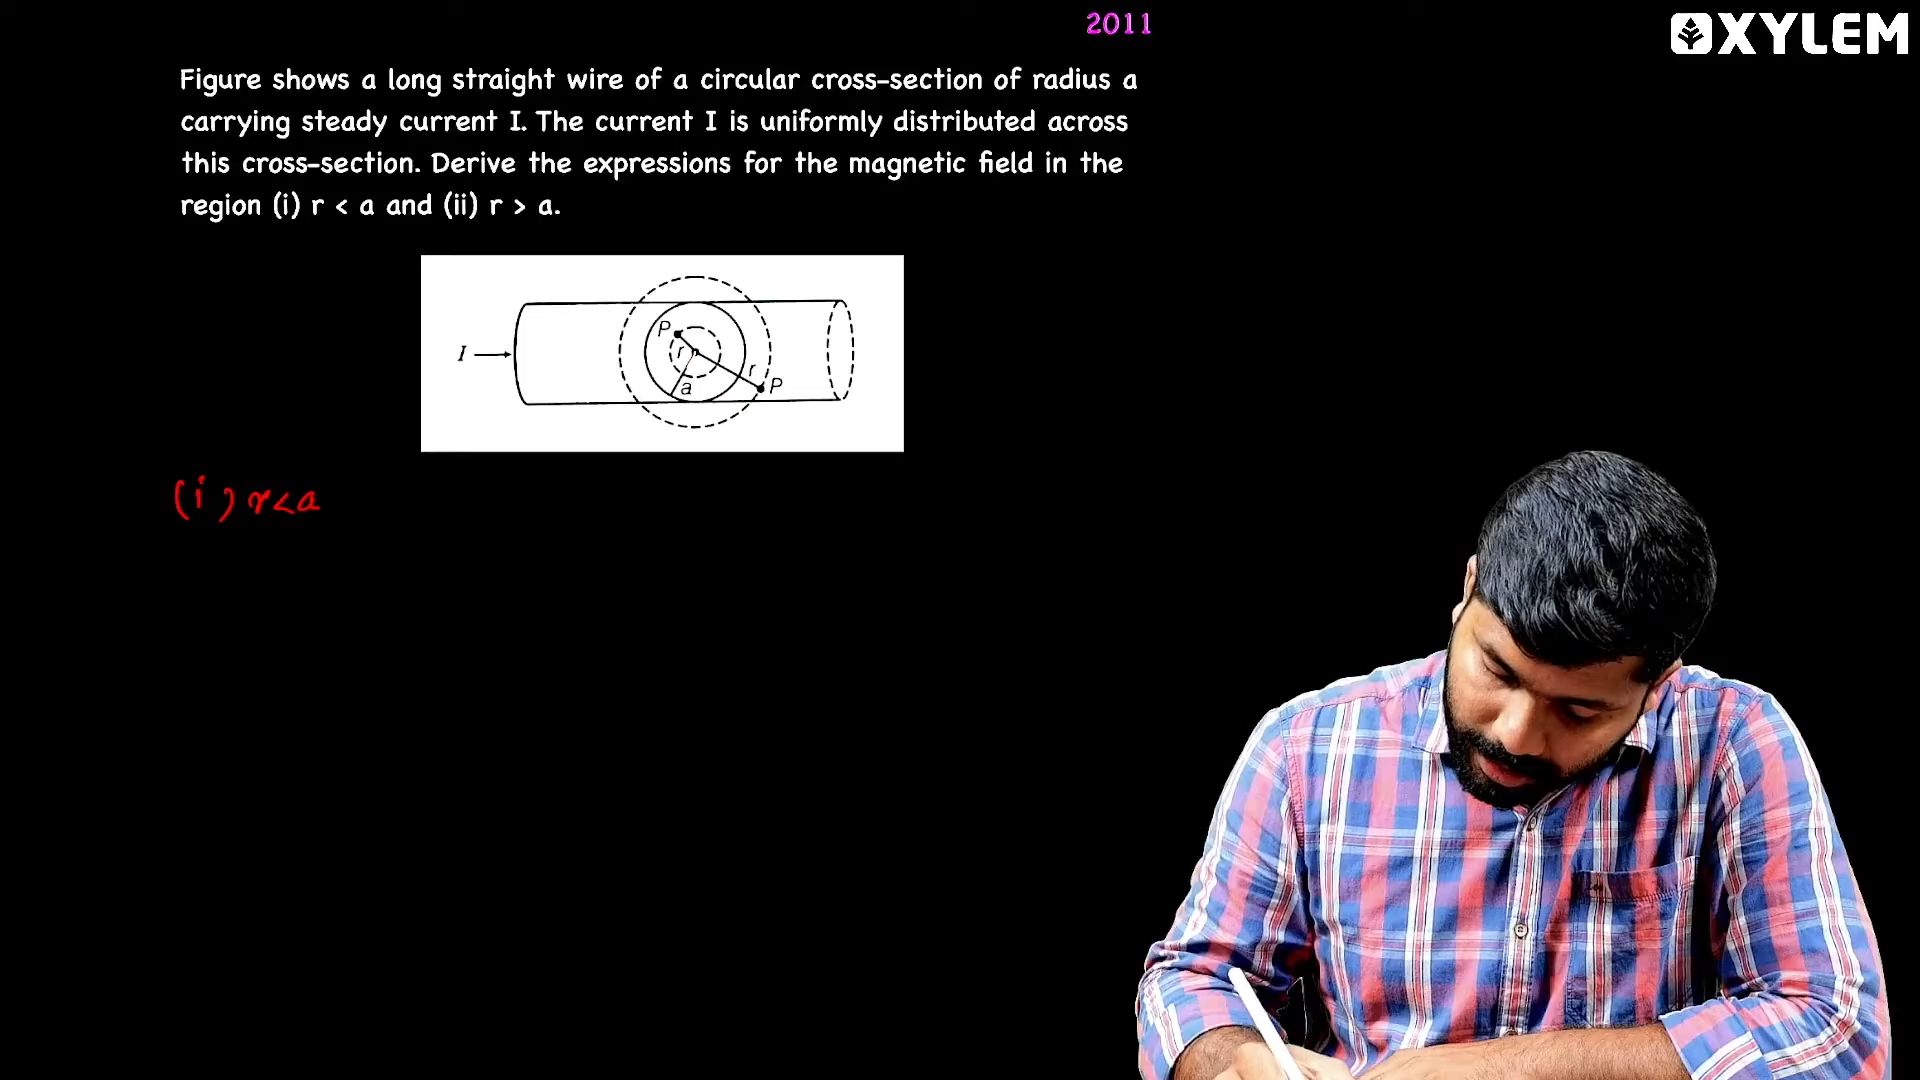 2011
XYLEM
Figure shows a long straight wire of a circular cross-section of radius a
carrying steady current I. The current I is uniformly distributed across
this cross-section. Derive the expressions for the magnetic field in the
region (i) r < a and (ii) r > a.
P
I
r
r
a
P
(i) r<a